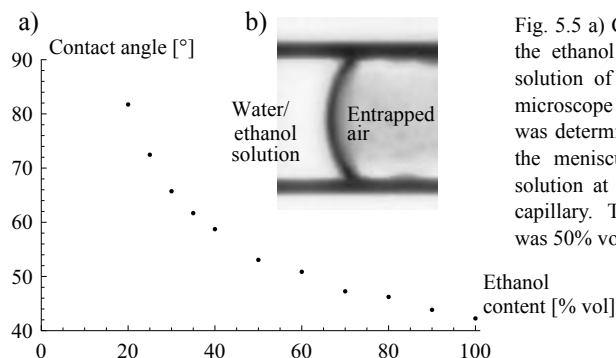 a)
Contact angle [°]
90
80
70
60
50
40
0
20
40
60
80
100
Ethanol
content [% vol]
b)
Water/
ethanol
solution
Entrapped
air
Fig. 5.5 a)
the ethanol
solution of
microscope
was determ
the menisc
solution at
capillary. T
was 50% vo